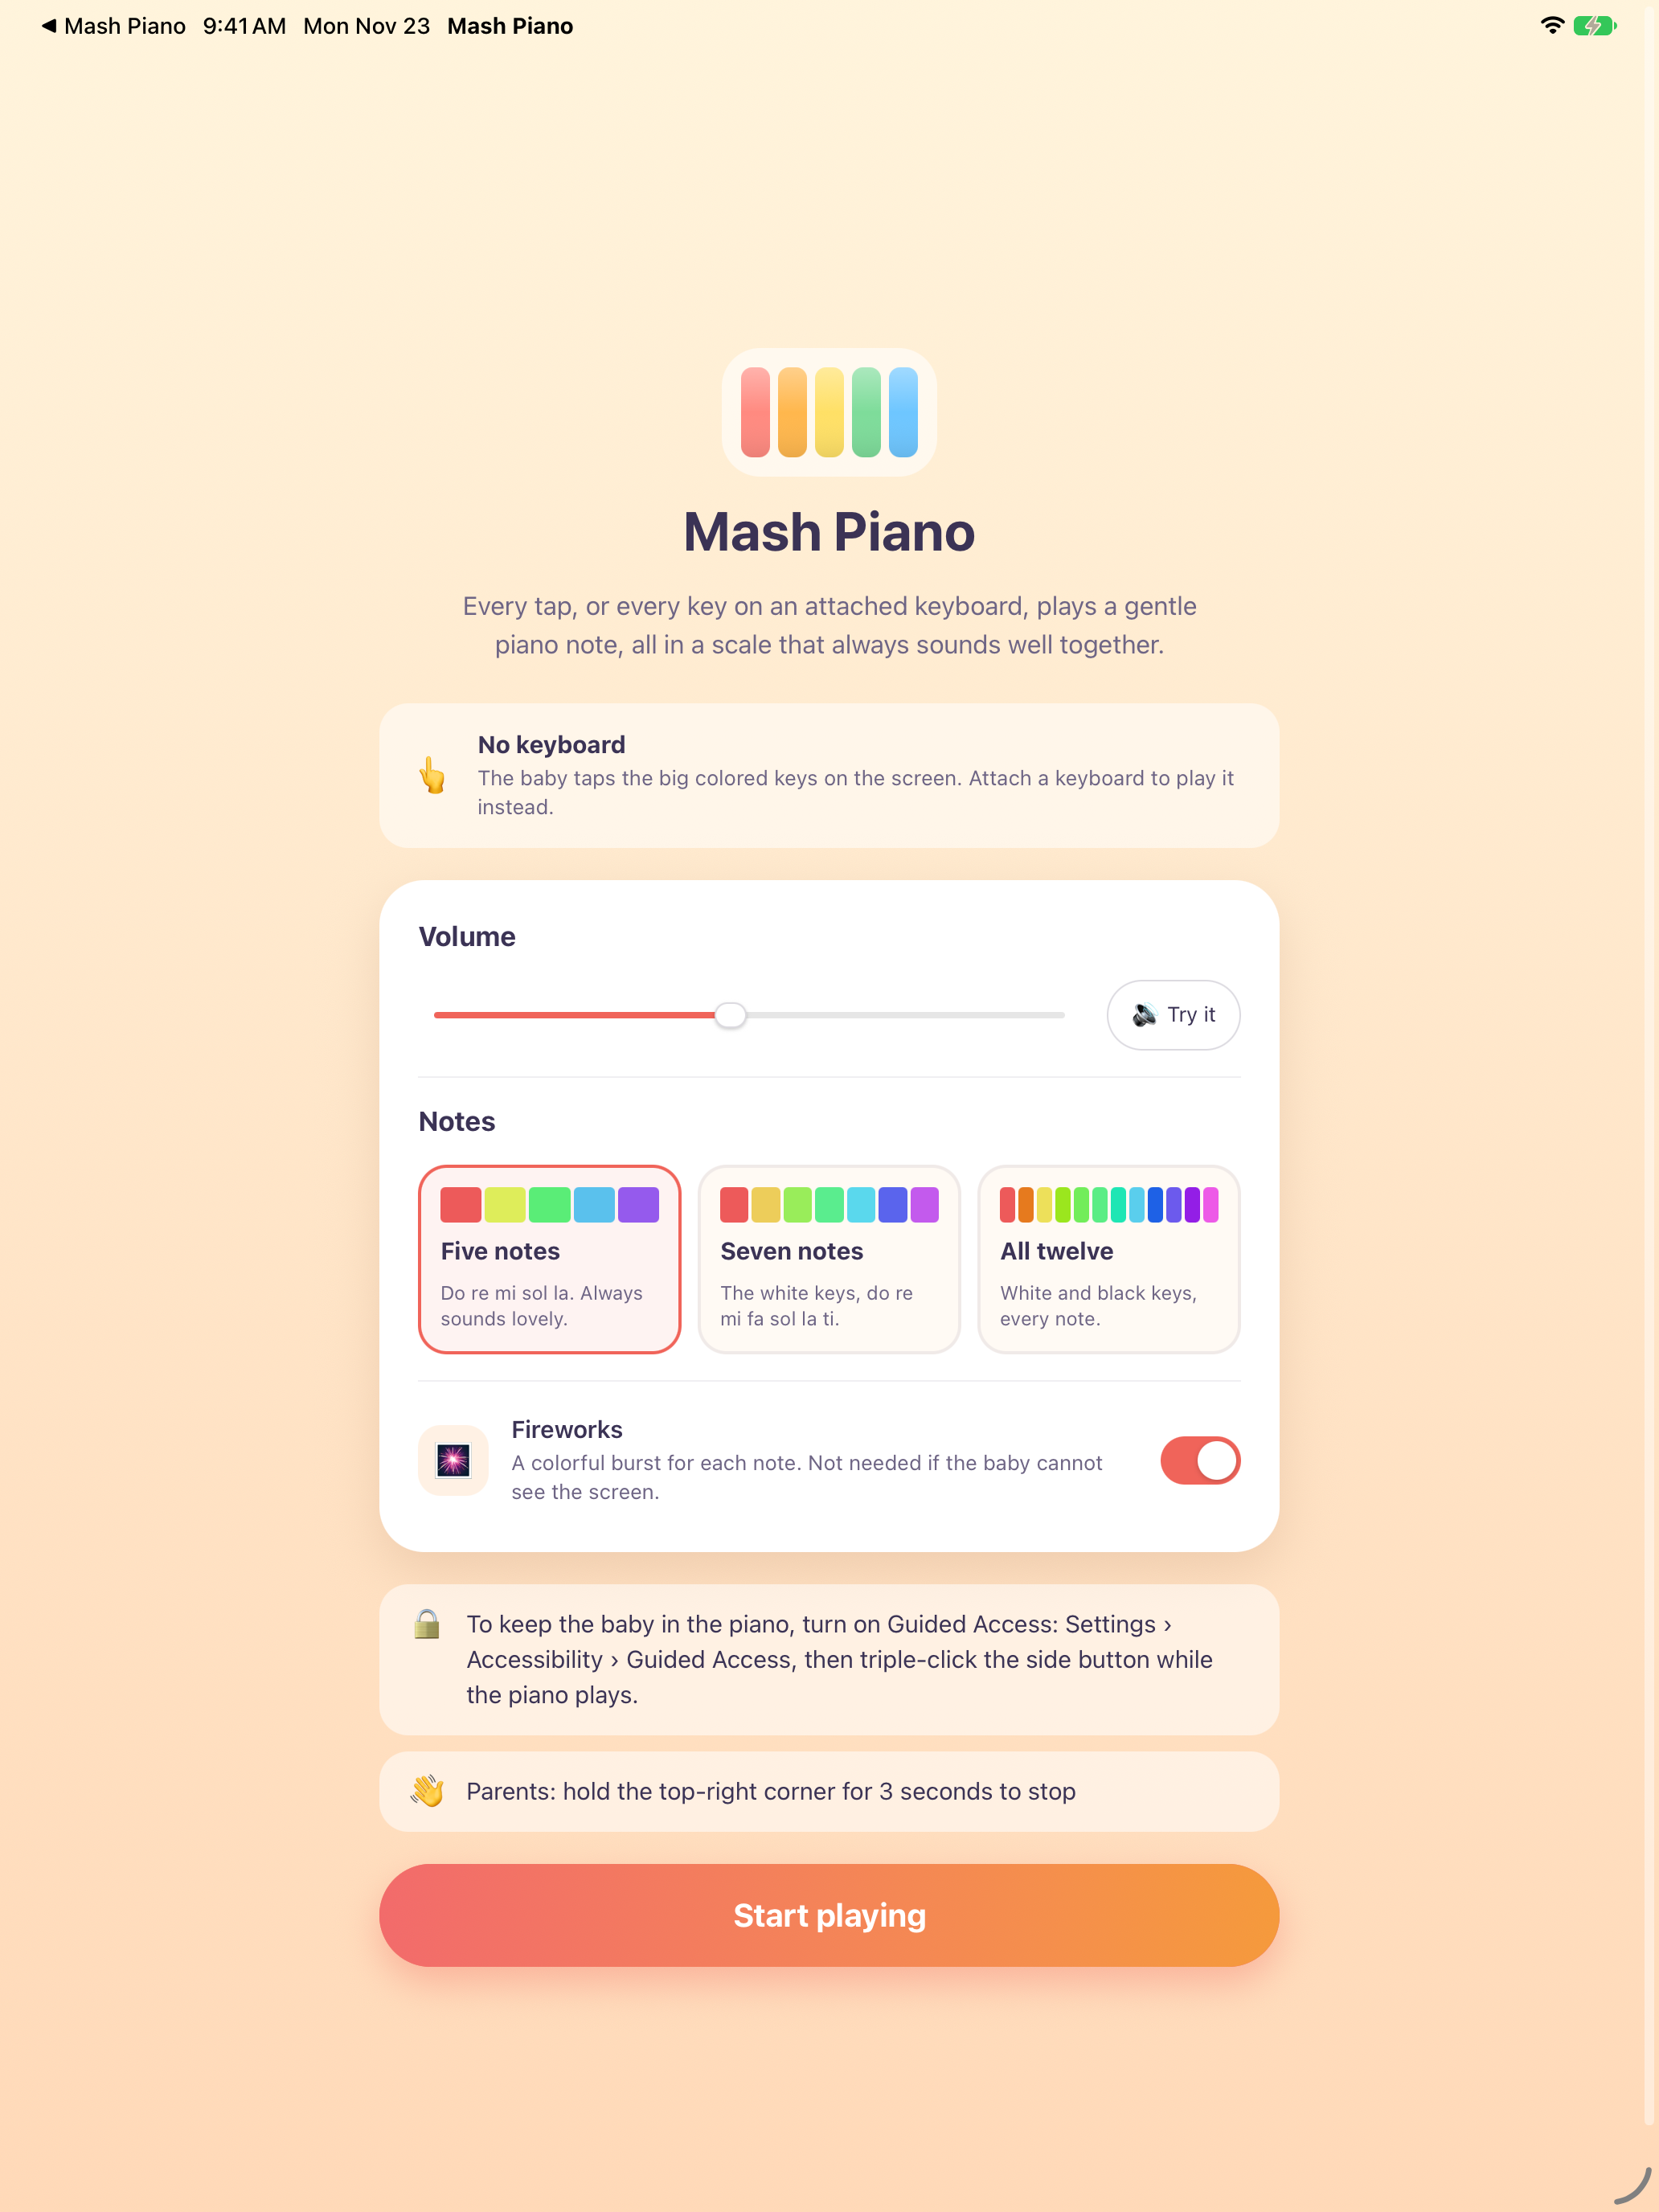 Mash Piano 9:41 AM Mon Nov 23 Mash Piano
Mash Piano
Every tap, or every key on an attached keyboard, plays a gentle
piano note, all in a scale that always sounds well together.
No keyboard
The baby taps the big colored keys on the screen. Attach a keyboard to play it
instead.
Volume
Try it
Notes
Five notes
Do re mi sol la. Always
sounds lovely.
Seven notes
The white keys, do re
mi fa sol la ti.
All twelve
White and black keys,
every note.
Fireworks
A colorful burst for each note. Not needed if the baby cannot
see the screen.
To keep the baby in the piano, turn on Guided Access: Settings ›
Accessibility › Guided Access, then triple-click the side button while
the piano plays.
Parents: hold the top-right corner for 3 seconds to stop
Start playing